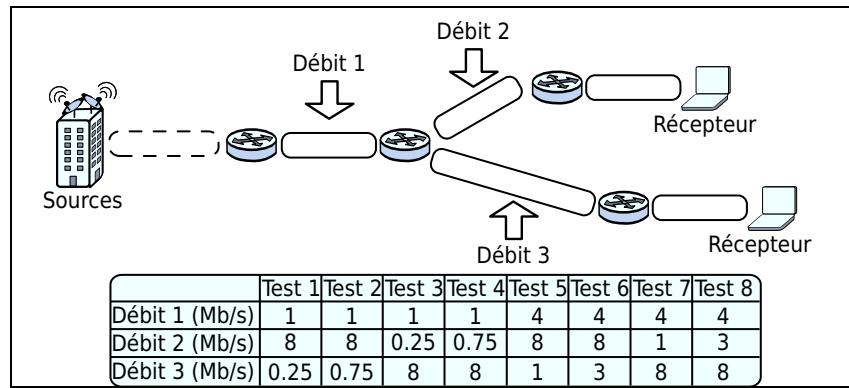 Débit 2
Débit 1
Récepteur
Sources
Débit 3
Récepteur
Test 1 Test 2 Test 3 Test 4 Test 5 Test 6 Test 7 Test 8
Débit 1 (Mb/s) 1 1 1 1 4 4 4 4
Débit 2 (Mb/s) 8 8 0.25 0.75 8 8 1 3
Débit 3 (Mb/s) 0.25 0.75 8 8 1 3 8 8